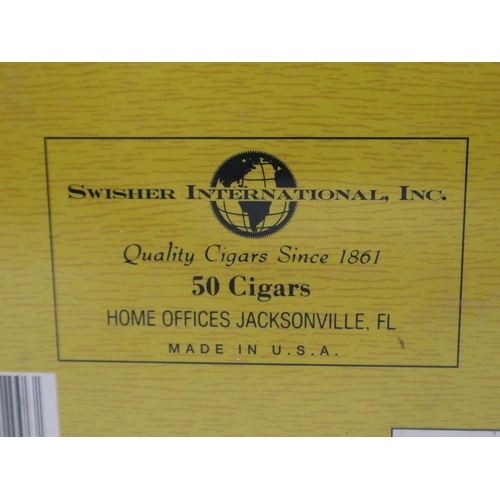 SWISHER INTERNATIONAL, INC.
Quality Cigars Since 1861
50 Cigars
HOME OFFICES JACKSONVILLE, FL
MADE IN U.S.A.